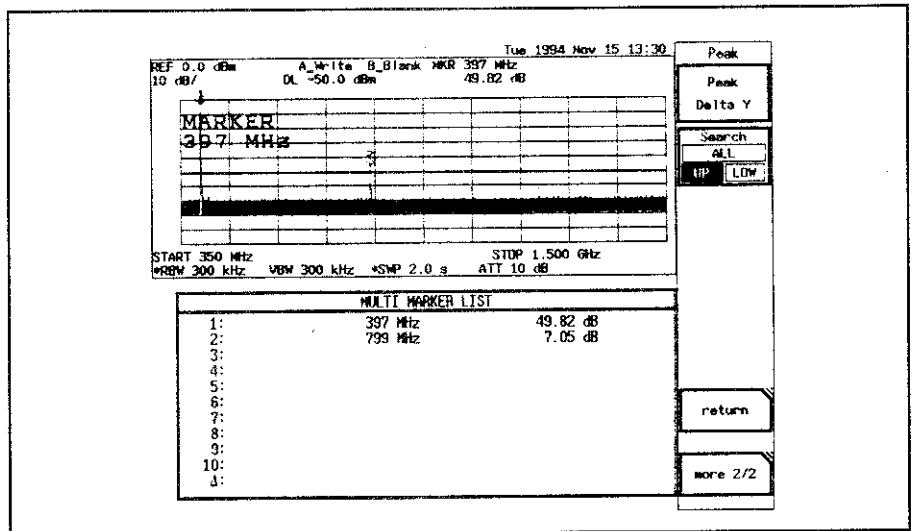 Tue 1994 Nov 15 13:30
REF 0.0 dBm A_Write B_Blank MKR 397 MHz
10 dB/ DL -50.0 dBm 49.82 dB
MARKER
397 MHz
2
START 350 MHz STOP 1.500 GHz
*RBW 300 kHz VBW 300 kHz *SWP 2.0 s ATT 10 dB
MULTI MARKER LIST
1: 397 MHz 49.82 dB
2: 799 MHz 7.05 dB
3:
4:
5:
6:
7:
8:
9:
10:
Δ:
Peak
Peak
Delta Y
Search
ALL
UP LOW
return
more 2/2